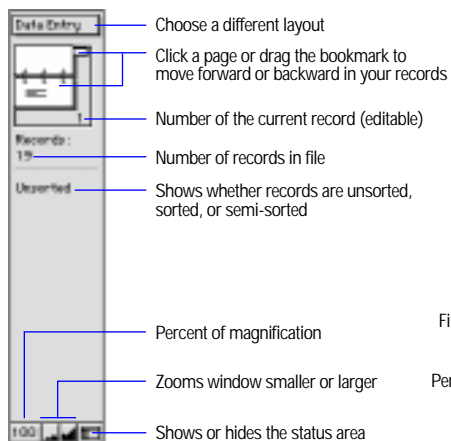 Data Entry
Choose a different layout
Click a page or drag the bookmark to
move forward or backward in your records
1
Number of the current record (editable)
Records:
19
Number of records in file
Unsorted
Shows whether records are unsorted,
sorted, or semi-sorted
Fi
Percent of magnification
Zooms window smaller or larger
Per
100
Shows or hides the status area